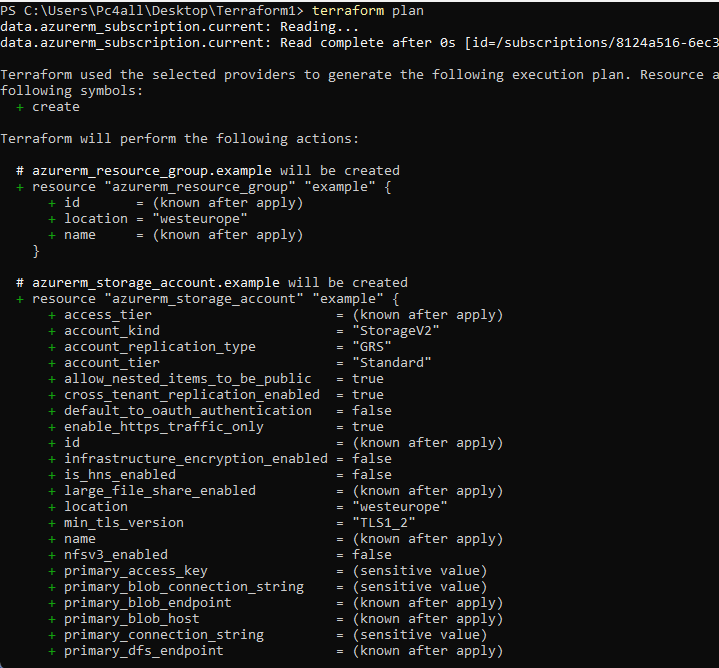 PS C:\Users\Pc4all\Desktop\Terraform1> terraform plan
data.azurerm_subscription.current: Reading...
data.azurerm_subscription.current: Read complete after 0s [id=/subscriptions/8124a516-6ec3
Terraform used the selected providers to generate the following execution plan. Resource a
following symbols:
  + create
Terraform will perform the following actions:
  # azurerm_resource_group.example will be created
  + resource "azurerm_resource_group" "example" {
      + id       = (known after apply)
      + location = "westeurope"
      + name     = (known after apply)
    }
  # azurerm_storage_account.example will be created
  + resource "azurerm_storage_account" "example" {
      + access_tier                       = (known after apply)
      + account_kind                      = "StorageV2"
      + account_replication_type          = "GRS"
      + account_tier                      = "Standard"
      + allow_nested_items_to_be_public   = true
      + cross_tenant_replication_enabled  = true
      + default_to_oauth_authentication   = false
      + enable_https_traffic_only         = true
      + id                                = (known after apply)
      + infrastructure_encryption_enabled = false
      + is_hns_enabled                    = false
      + large_file_share_enabled          = (known after apply)
      + location                          = "westeurope"
      + min_tls_version                   = "TLS1_2"
      + name                              = (known after apply)
      + nfsv3_enabled                     = false
      + primary_access_key                = (sensitive value)
      + primary_blob_connection_string    = (sensitive value)
      + primary_blob_endpoint             = (known after apply)
      + primary_blob_host                 = (known after apply)
      + primary_connection_string         = (sensitive value)
      + primary_dfs_endpoint              = (known after apply)